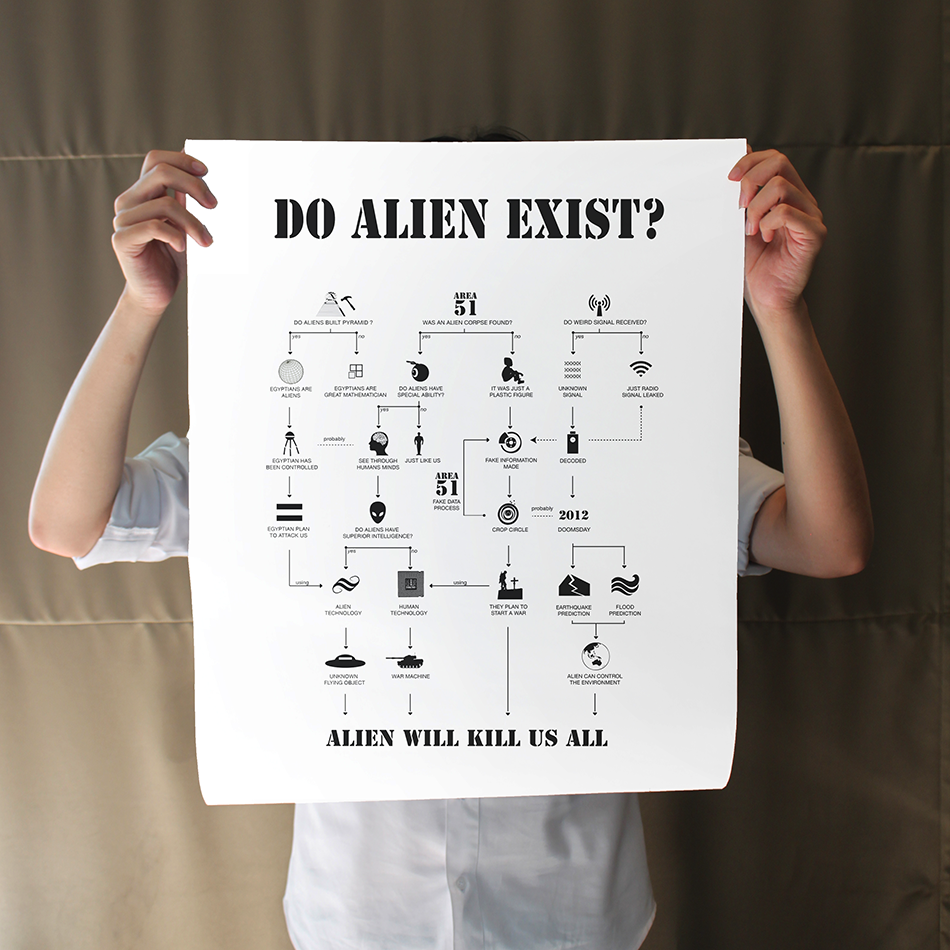 DO ALIEN EXIST?
AREA
51
DO ALIENS BUILT PYRAMID ?
WAS AN ALIEN CORPSE FOUND?
DO WEIRD SIGNAL RECEIVED?
yes
no
yes
no
yes
no
EGYPTIANS ARE
ALIENS
EGYPTIANS ARE
GREAT MATHEMATICIAN
DO ALIENS HAVE
SPECIAL ABILITY?
IT WAS JUST A
PLASTIC FIGURE
UNKNOWN
SIGNAL
JUST RADIO
SIGNAL LEAKED
yes
no
probably
EGYPTIAN HAS
BEEN CONTROLLED
SEE THROUGH
HUMANS MINDS
JUST LIKE US
FAKE INFORMATION
MADE
DECODED
AREA
51
FAKE DATA
PROCESS
EGYPTIAN PLAN
TO ATTACK US
DO ALIENS HAVE
SUPERIOR INTELLIGENCE?
CROP CIRCLE
probably
2012
DOOMSDAY
yes
no
using
using
ALIEN
TECHNOLOGY
HUMAN
TECHNOLOGY
THEY PLAN TO
START A WAR
EARTHQUAKE
PREDICTION
FLOOD
PREDICTION
UNKNOWN
FLYING OBJECT
WAR MACHINE
ALIEN CAN CONTROL
THE ENVIRONMENT
ALIEN WILL KILL US ALL